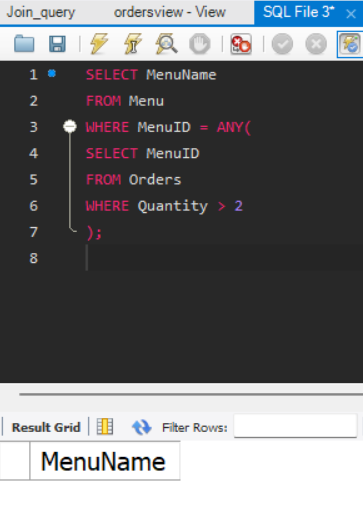 Join_query ordersview - View SQL File 3* ×
1 SELECT MenuName
2 FROM Menu
3 WHERE MenuID = ANY(
4 SELECT MenuID
5 FROM Orders
6 WHERE Quantity > 2
7 );
8
Result Grid Filter Rows:
MenuName